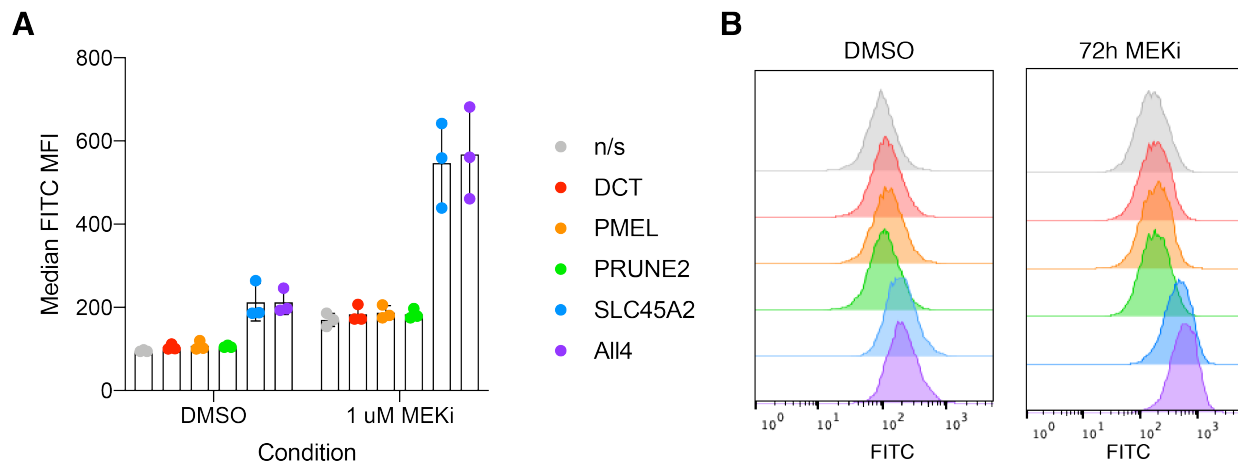 A
800
600
400
200
0
Median FITC MFI
DMSO
1 uM MEKi
Condition
n/s
DCT
PMEL
PRUNE2
SLC45A2
All4
B
DMSO
72h MEKi
10^0 10^1 10^2 10^3
FITC
10^0 10^1 10^2 10^3
FITC